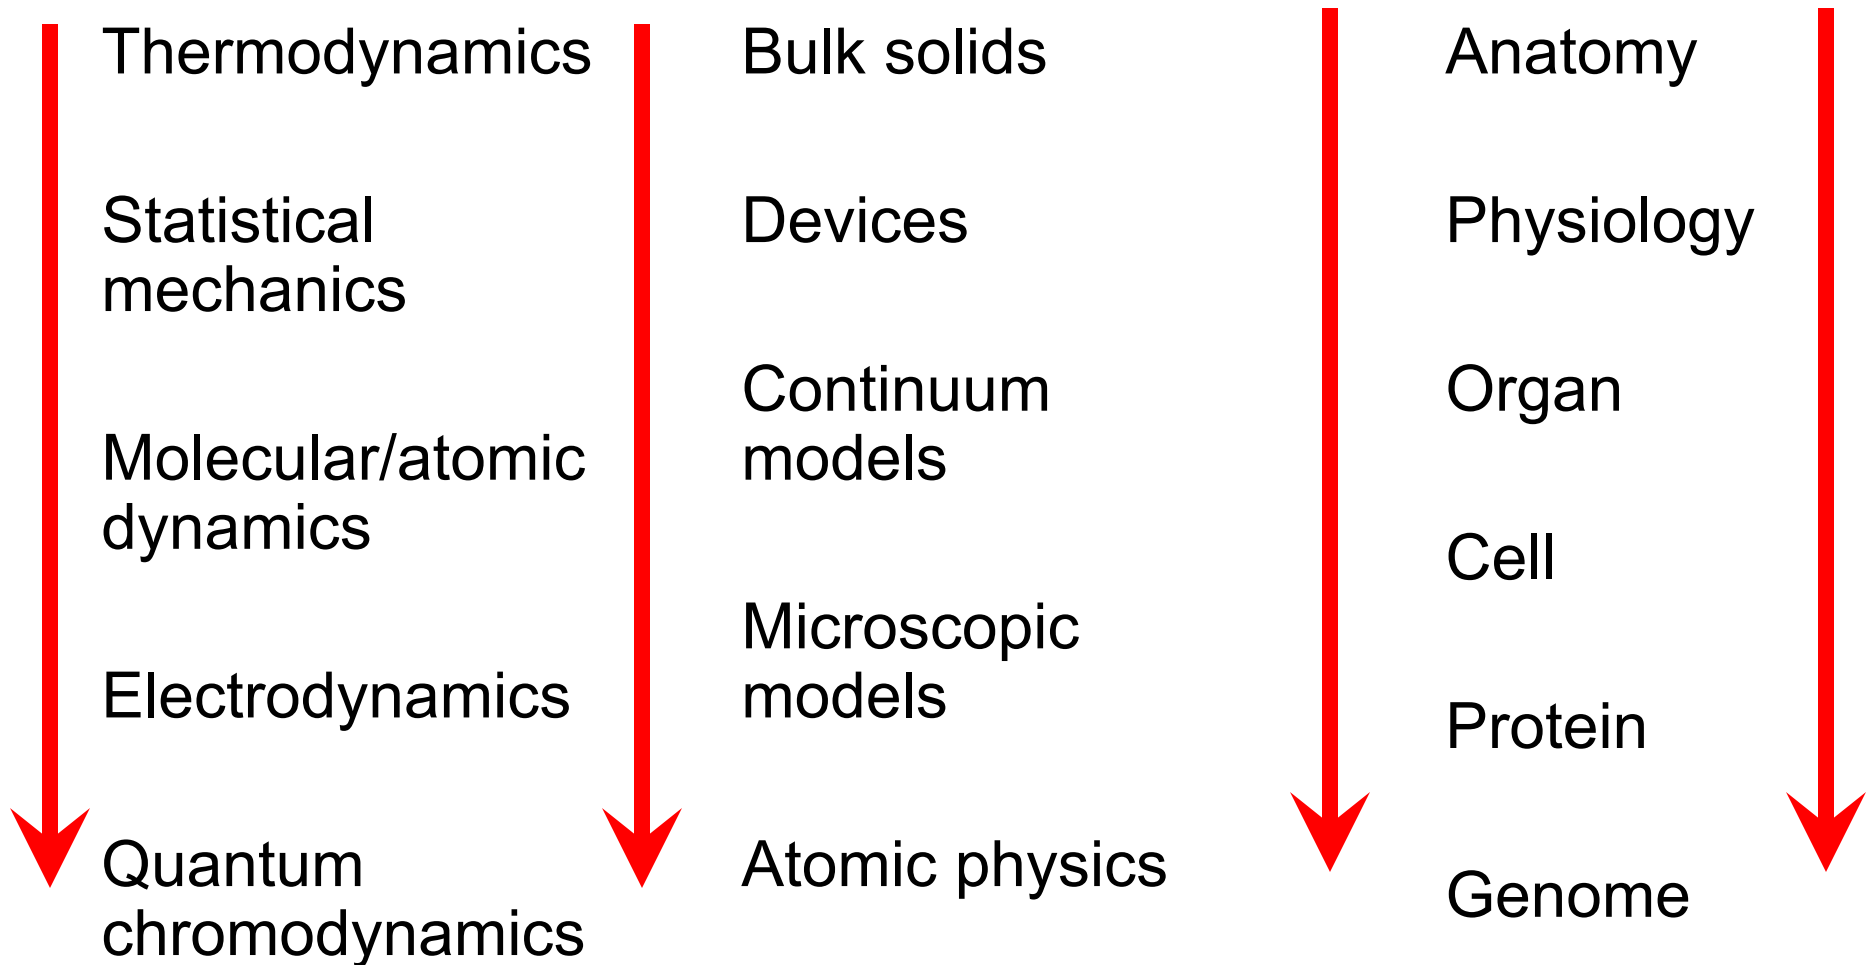 Thermodynamics
Statistical
mechanics
Molecular/atomic
dynamics
Electrodynamics
Quantum
chromodynamics
Bulk solids
Devices
Continuum
models
Microscopic
models
Atomic physics
Anatomy
Physiology
Organ
Cell
Protein
Genome